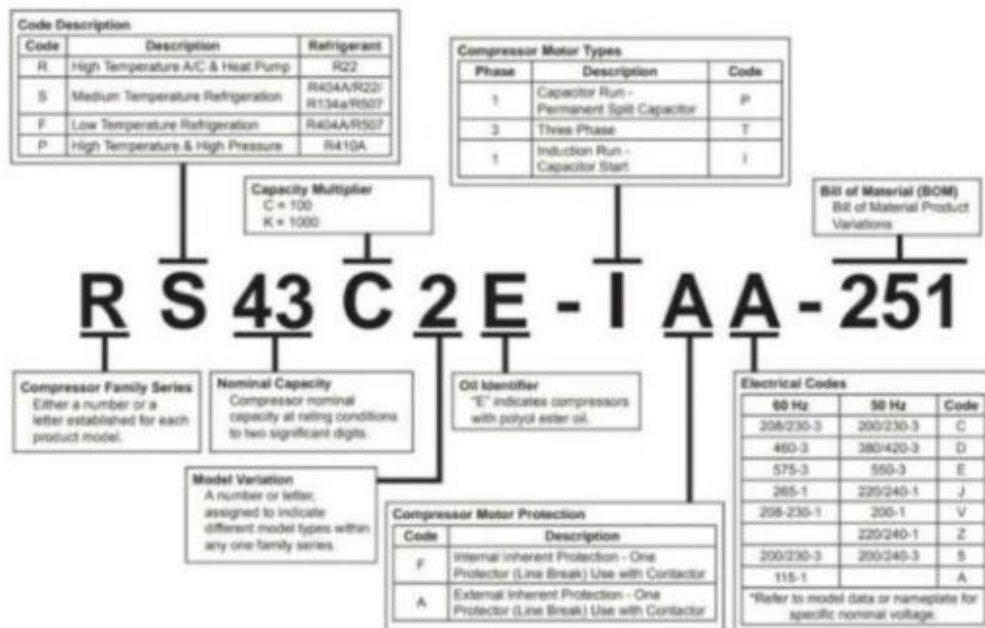 Code Description
Code Description Refrigerant
R High Temperature A/C & Heat Pump R22
S Medium Temperature Refrigeration R404A/R22/
R134a/R507
F Low Temperature Refrigeration R404A/R507
P High Temperature & High Pressure R410A
Compressor Motor Types
Phase Description Code
1 Capacitor Run -
Permanent Split Capacitor P
3 Three Phase T
1 Induction Run -
Capacitor Start I
Capacity Multiplier
C = 100
K = 1000
Bill of Material (BOM)
Bill of Material Product
Variations
R S 43 C 2 E - I A A - 251
Compressor Family Series
Either a number or a
letter established for each
product model.
Nominal Capacity
Compressor nominal
capacity at rating conditions
to two significant digits.
Oil Identifier
"E" indicates compressors
with polyol ester oil.
Model Variation
A number or letter,
assigned to indicate
different model types within
any one family series.
Compressor Motor Protection
Code Description
F Internal Inherent Protection - One
Protector (Line Break) Use with Contactor
A External Inherent Protection - One
Protector (Line Break) Use with Contactor
Electrical Codes
60 Hz 50 Hz Code
208/230-3 200/230-3 C
460-3 380/420-3 D
575-3 550-3 E
265-1 220/240-1 J
208-230-1 200-1 V
220/240-1 Z
200/230-3 200/240-3 5
115-1 A
*Refer to model data or nameplate for
specific nominal voltage.